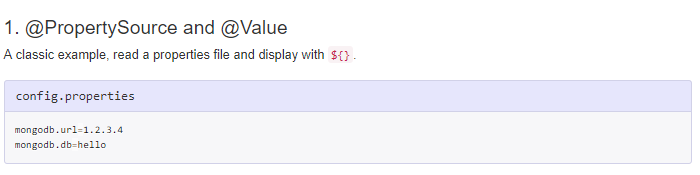 1. @PropertySource and @Value
A classic example, read a properties file and display with ${}.
config.properties
mongodb.url=1.2.3.4
mongodb.db=hello